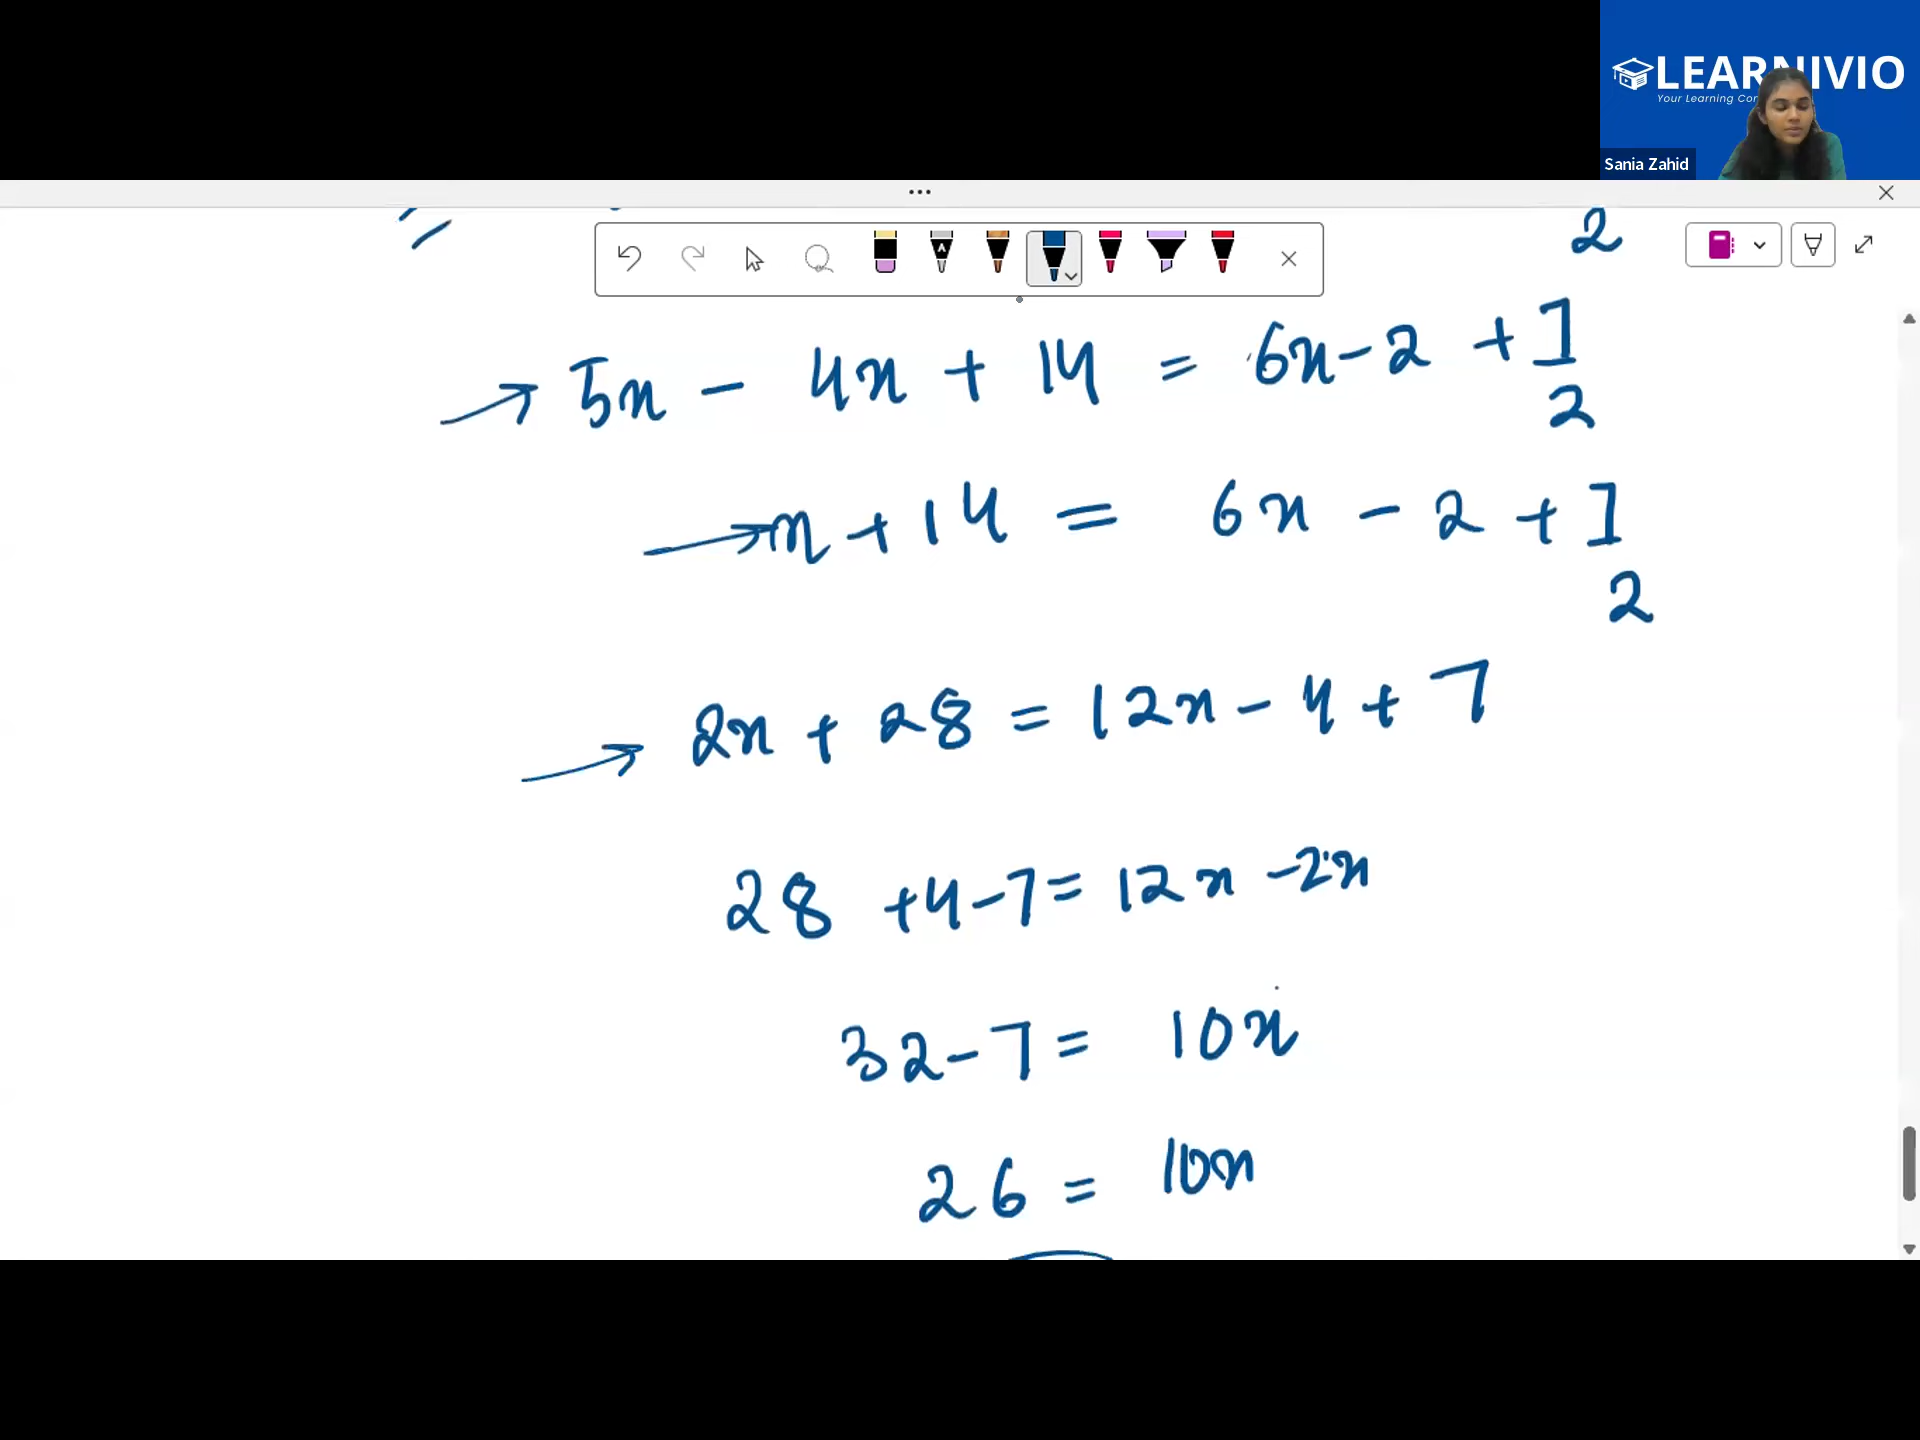 LEARNIVIO
Your Learning Co
Sania Zahid
2
→ 5x - 4x + 14 = 6x - 2 + 7
2
→ x + 14 = 6x - 2 + 7
2
→ 2x + 28 = 12x - 4 + 7
28 + 4 - 7 = 12x - 2x
32 - 7 = 10x
26 = 10x